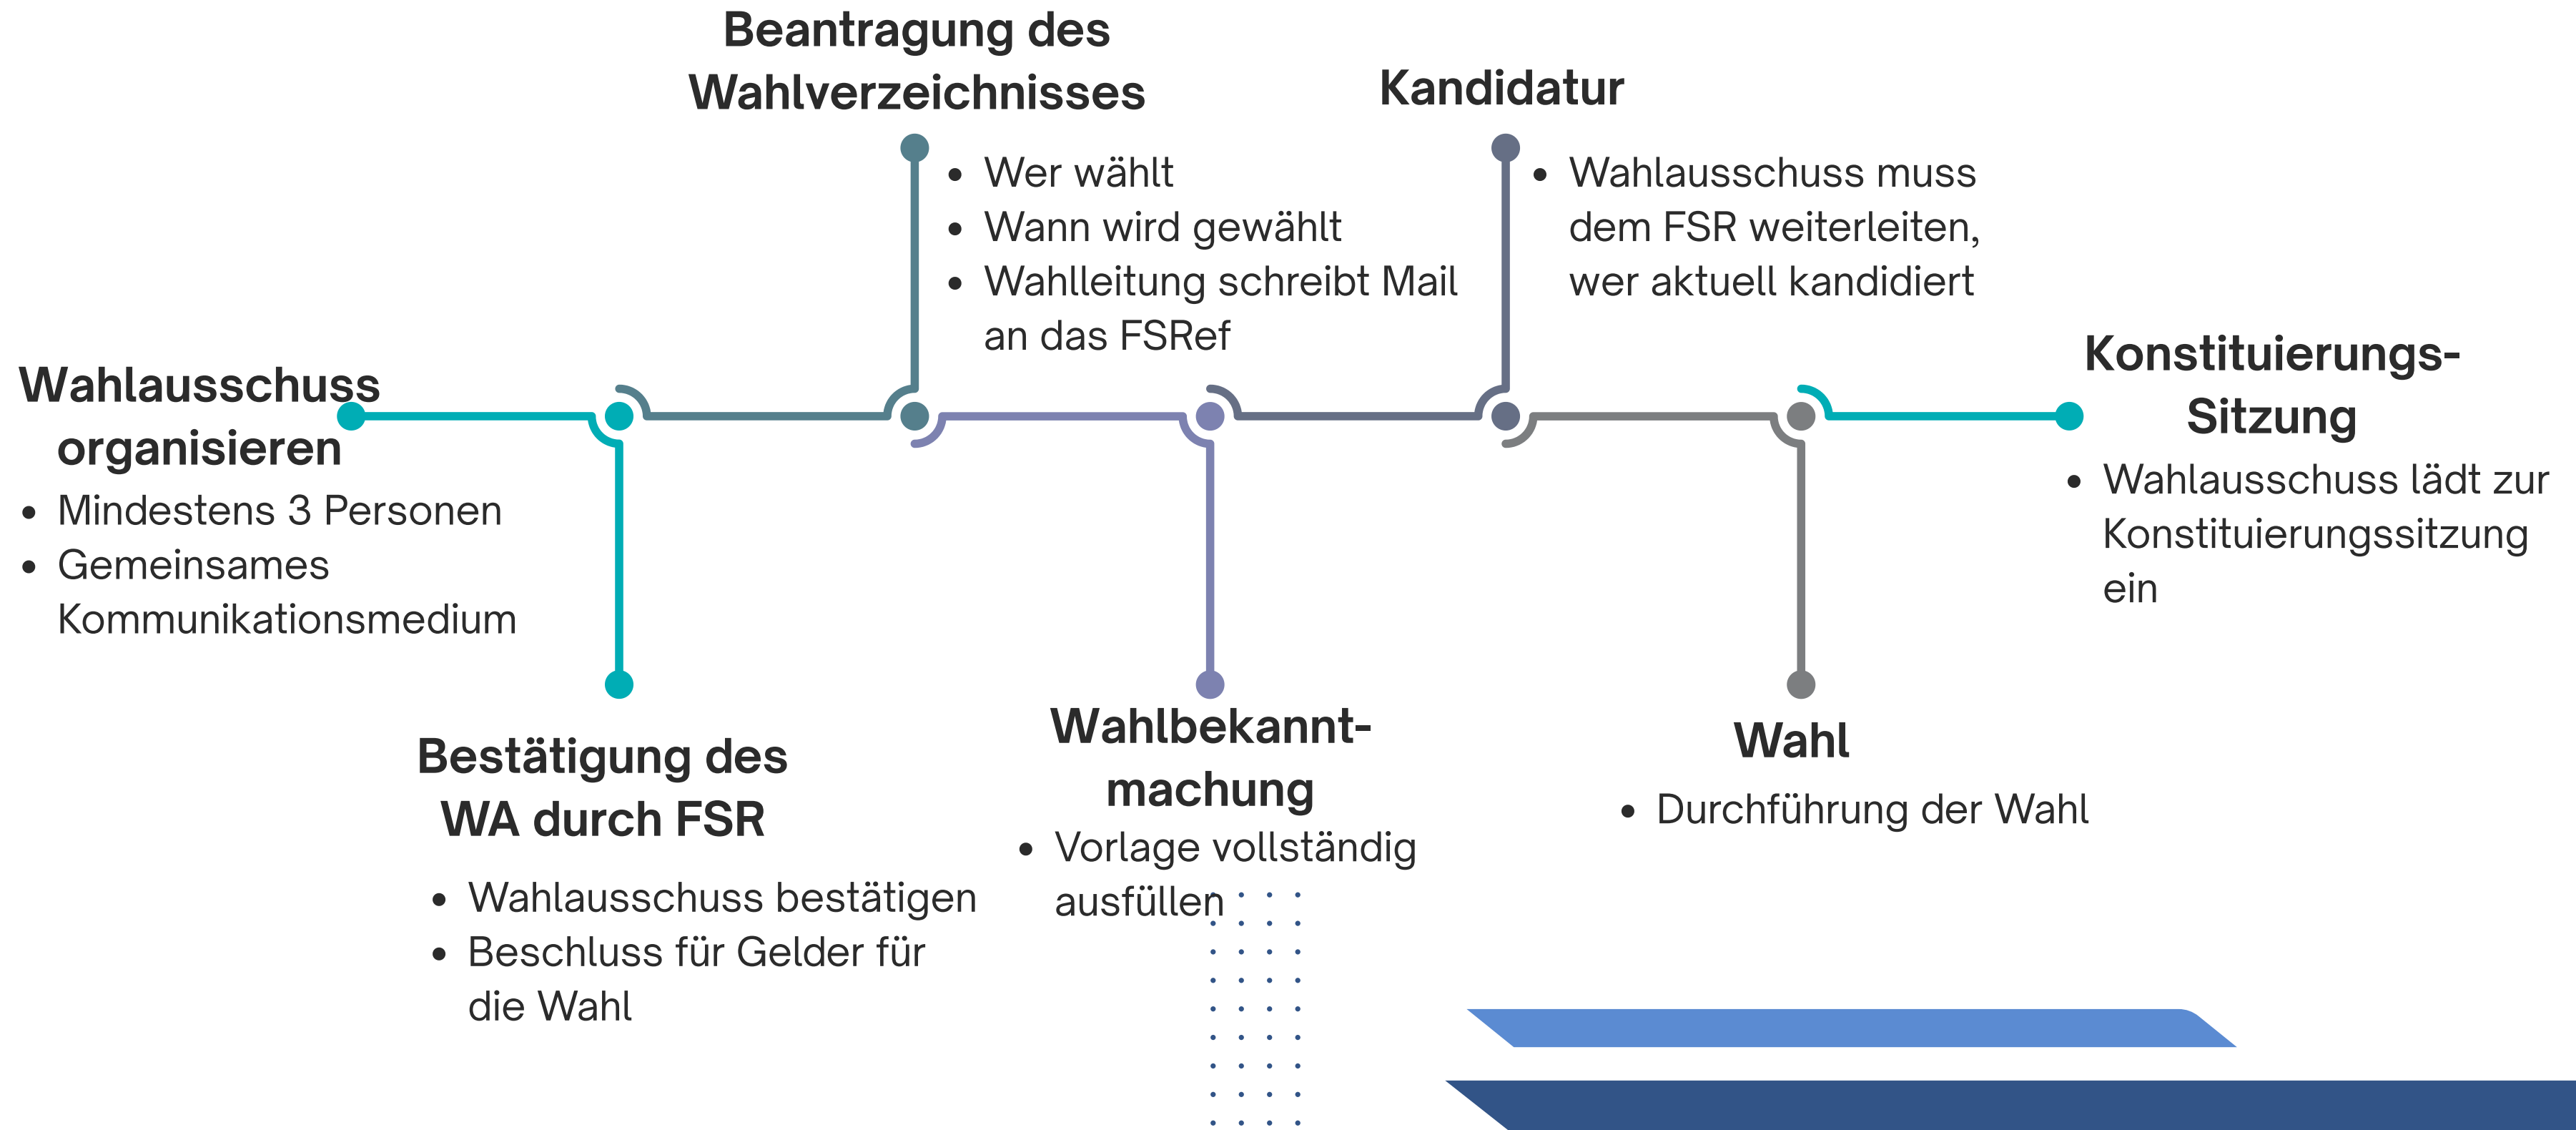 Wahlausschuss
organisieren
• Mindestens 3 Personen
• Gemeinsames
Kommunikationsmedium
Bestätigung des
WA durch FSR
• Wahlausschuss bestätigen
• Beschluss für Gelder für
die Wahl
Beantragung des
Wahlverzeichnisses
• Wer wählt
• Wann wird gewählt
• Wahlleitung schreibt Mail
an das FSRef
Wahlbekannt-
machung
• Vorlage vollständig
ausfüllen
Kandidatur
• Wahlausschuss muss
dem FSR weiterleiten,
wer aktuell kandidiert
Wahl
• Durchführung der Wahl
Konstituierungs-
Sitzung
• Wahlausschuss lädt zur
Konstituierungssitzung
ein